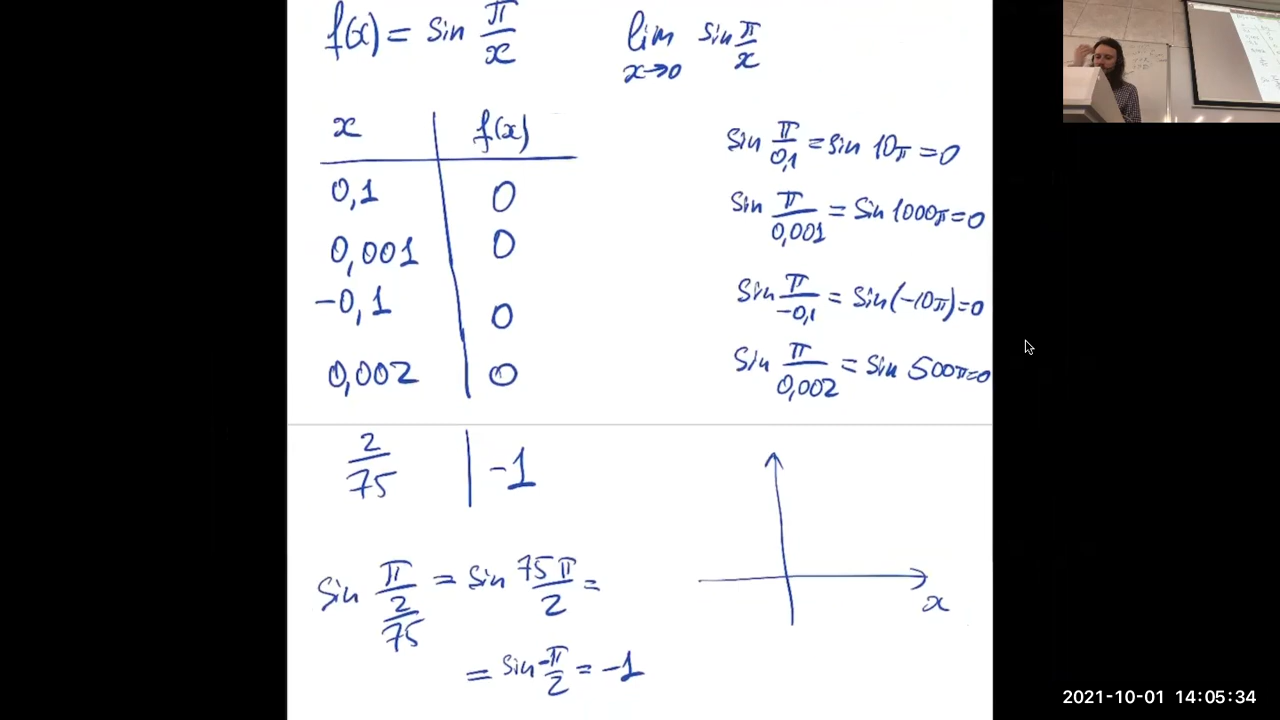 f(x) = sin π/x
lim x→0 sin π/x
x | f(x)
0,1 | 0
0,001 | 0
-0,1 | 0
0,002 | 0
sin π/0,1 = sin 10π = 0
sin π/0,001 = sin 1000π = 0
sin π/-0,1 = sin(-10π) = 0
sin π/0,002 = sin 500π = 0
2/75 | -1
sin π/(2/75) = sin 75π/2 =
= sin -π/2 = -1
x
2021-10-01 14:05:34